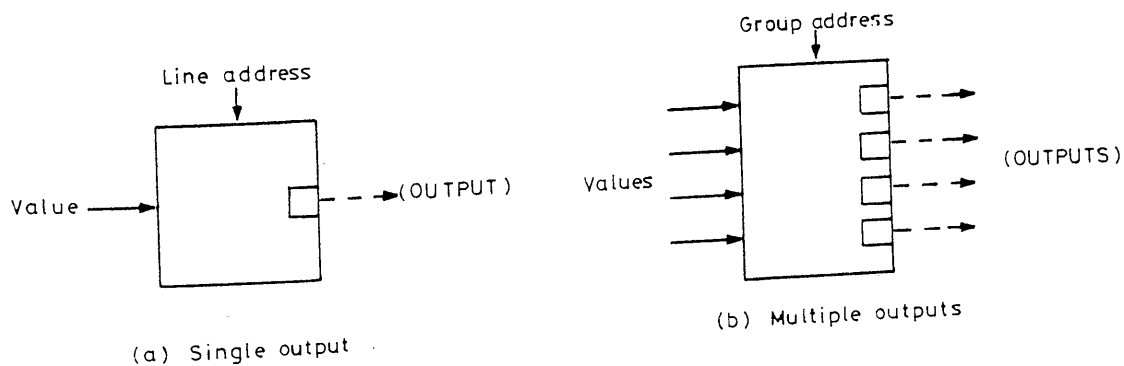 Line address
Value
(OUTPUT)
(a) Single output
Group address
Values
(OUTPUTS)
(b) Multiple outputs